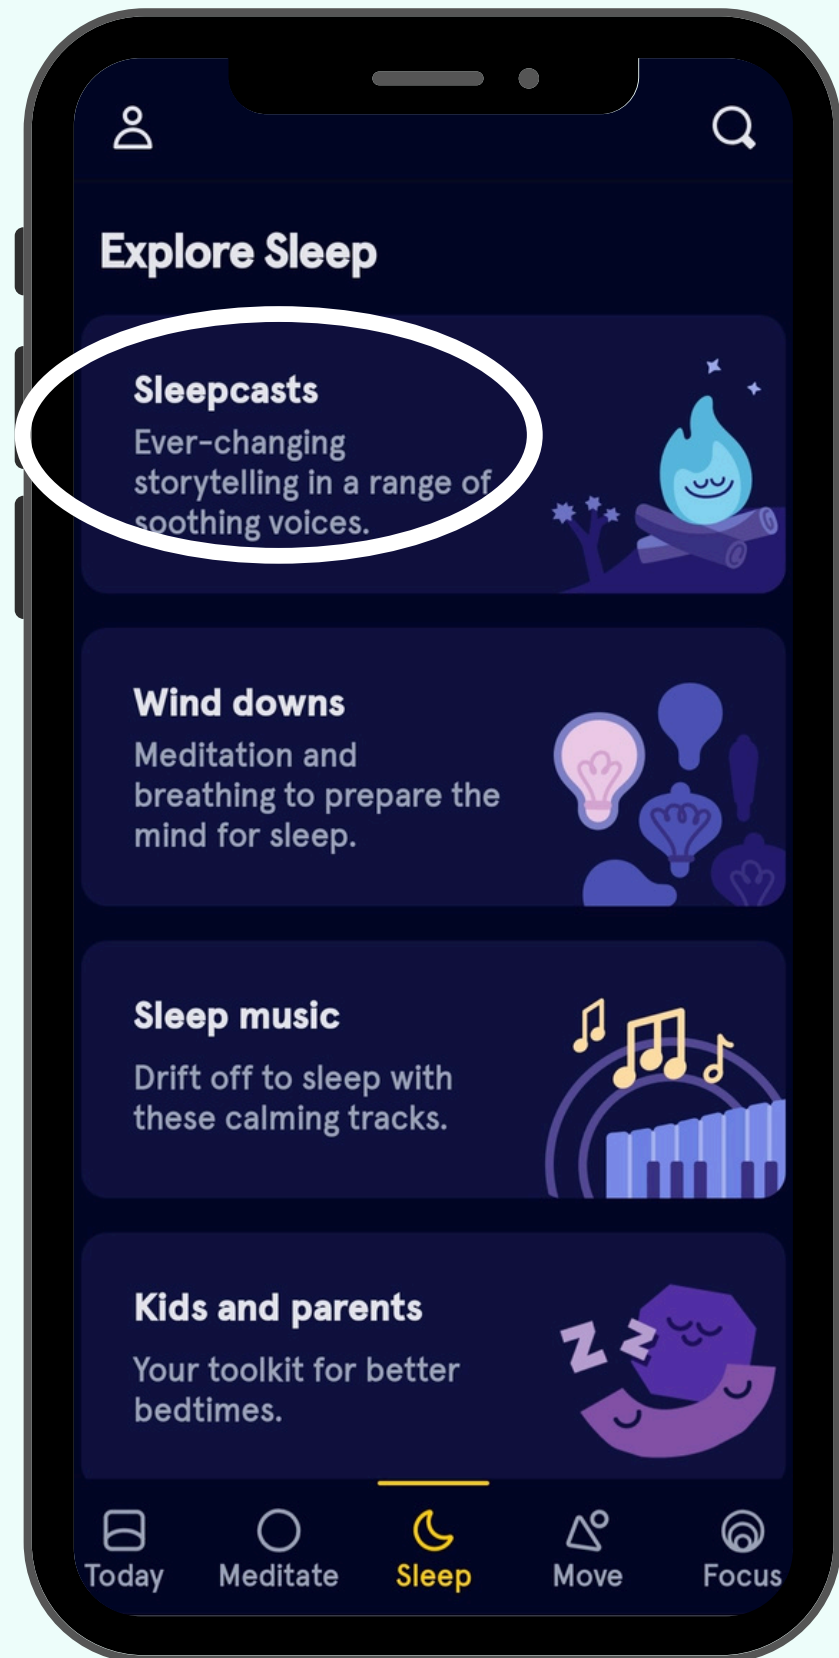 Explore Sleep
Sleepcasts
Ever-changing
storytelling in a range of
soothing voices.
Wind downs
Meditation and
breathing to prepare the
mind for sleep.
Sleep music
Drift off to sleep with
these calming tracks.
Kids and parents
Your toolkit for better
bedtimes.
Z Z
Today Meditate Sleep Move Focus